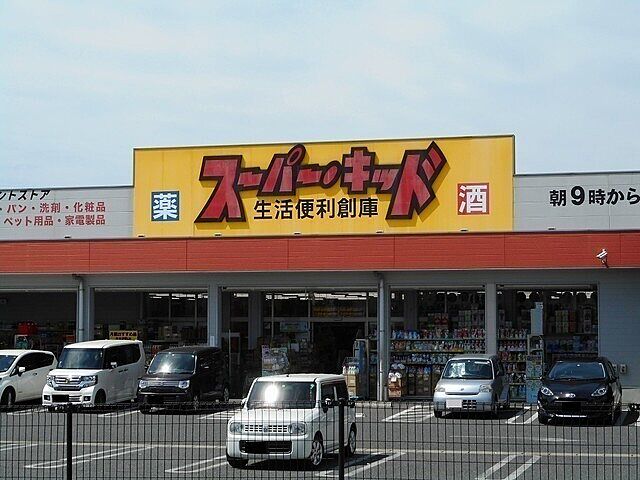 スーパー・キッド
薬
生活便利創庫
酒
ントストア
・パン・洗剤・化粧品
ペット用品・家電製品
朝9時から